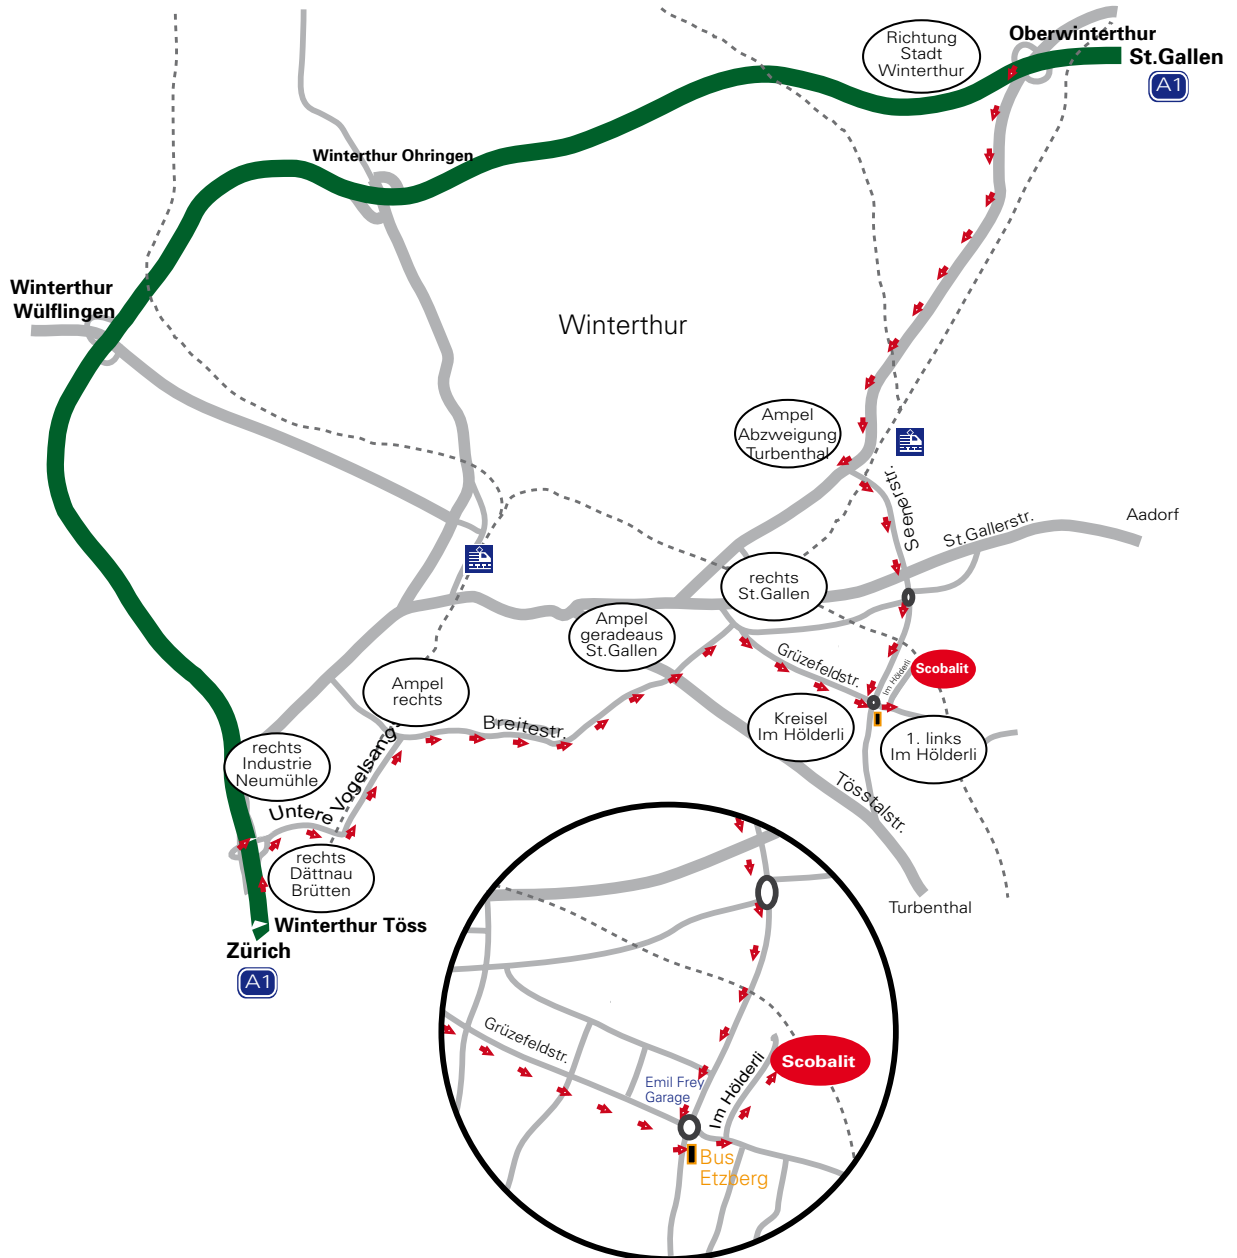 Richtung
Stadt
Winterthur
Oberwinterthur
St.Gallen
A1
Winterthur Ohringen
Winterthur
Wülflingen
Winterthur
Ampel
Abzweigung
Turbenthal
Seenerstr.
St.Gallerstr.
Aadorf
rechts
St.Gallen
Ampel
geradeaus
St.Gallen
Grüzefeldstr.
Im Hölderli
Scobalit
Ampel
rechts
Breitestr.
Kreisel
Im Hölderli
1. links
Im Hölderli
rechts
Industrie
Neumühle
Untere Vogelsangs
Tösstalstr.
rechts
Dättnau
Brütten
Turbenthal
Winterthur Töss
Zürich
A1
Grüzefeldstr.
Emil Frey
Garage
Im Hölderli
Scobalit
Bus
Etzberg